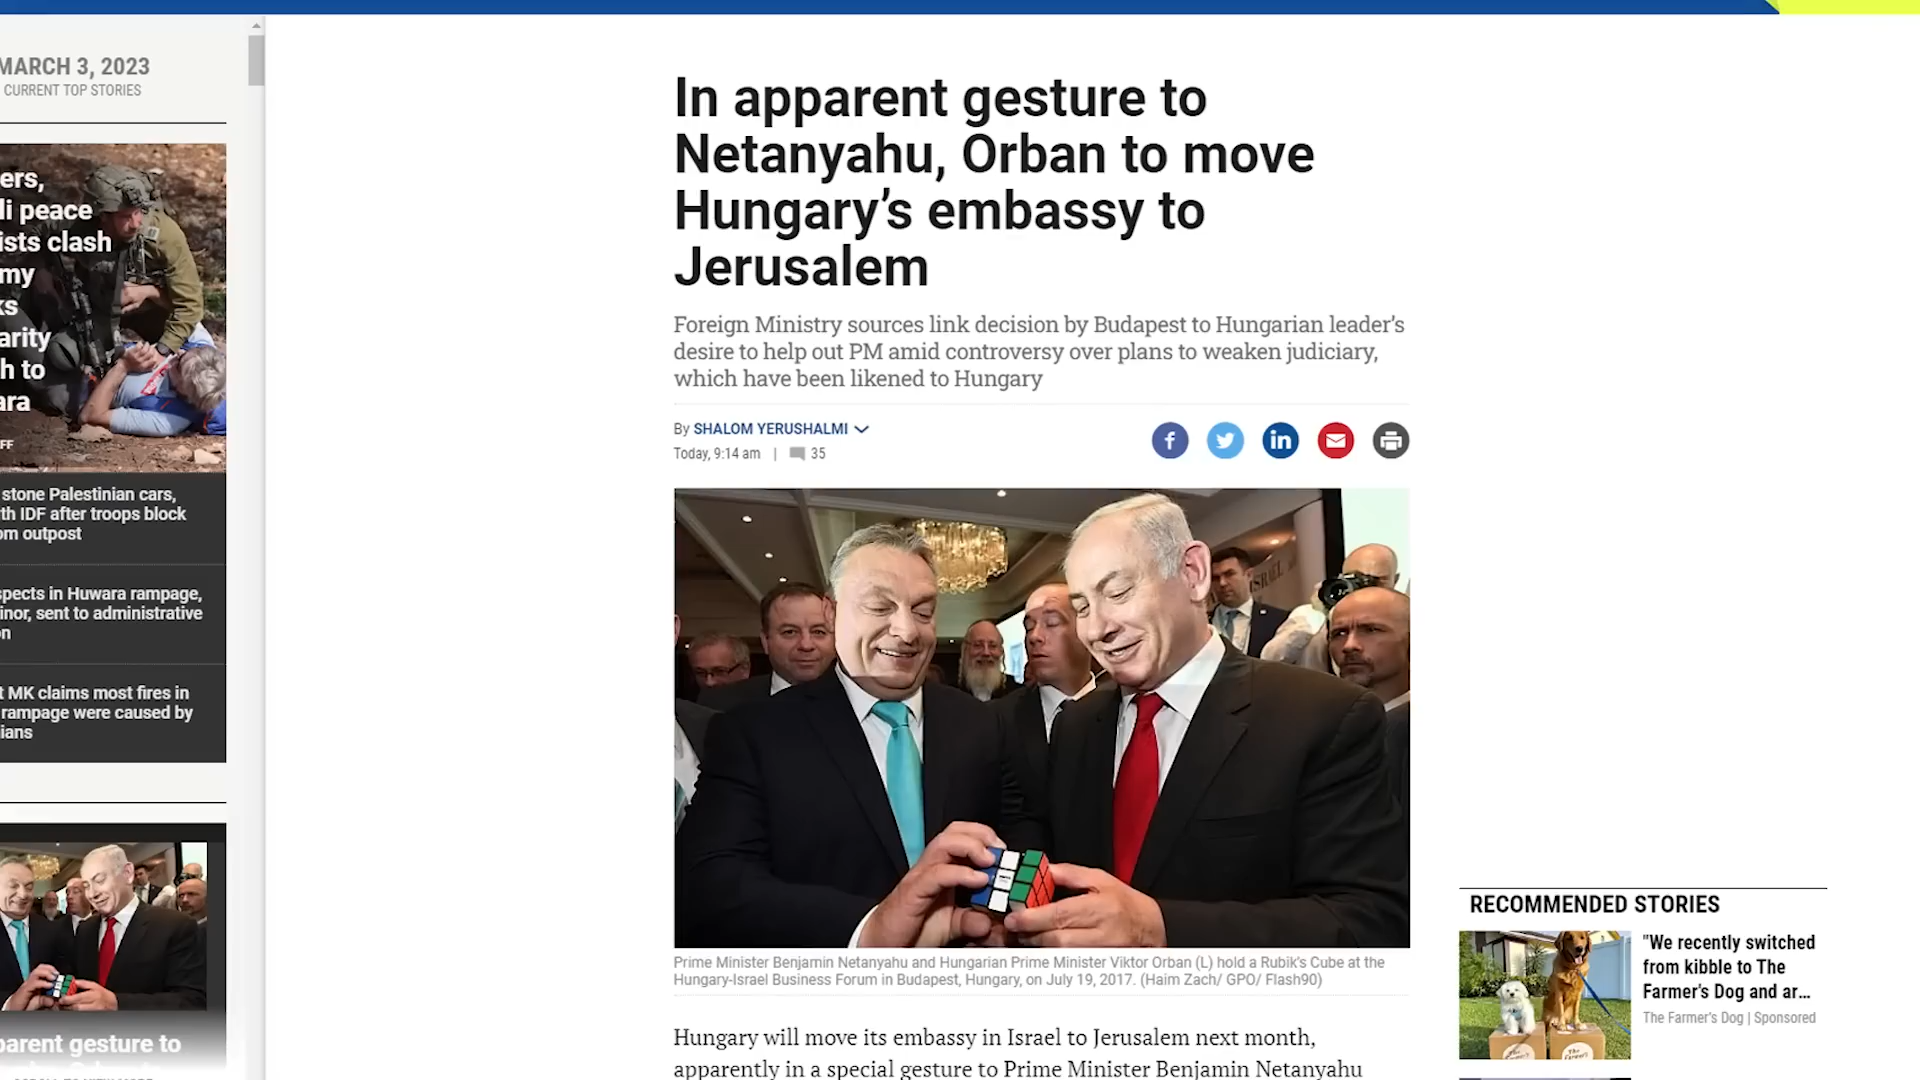 MARCH 3, 2023
CURRENT TOP STORIES
ers,
li peace
ists clash
my
ks
arity
h to
ara
FF
stone Palestinian cars,
th IDF after troops block
om outpost
spects in Huwara rampage,
inor, sent to administrative
on
t MK claims most fires in
rampage were caused by
ians
parent gesture to
In apparent gesture to
Netanyahu, Orban to move
Hungary’s embassy to
Jerusalem
Foreign Ministry sources link decision by Budapest to Hungarian leader’s
desire to help out PM amid controversy over plans to weaken judiciary,
which have been likened to Hungary
By SHALOM YERUSHALMI
Today, 9:14 am | 35
f
in
ISRAEL
Prime Minister Benjamin Netanyahu and Hungarian Prime Minister Viktor Orban (L) hold a Rubik's Cube at the
Hungary-Israel Business Forum in Budapest, Hungary, on July 19, 2017. (Haim Zach/ GPO/ Flash90)
Hungary will move its embassy in Israel to Jerusalem next month,
apparently in a special gesture to Prime Minister Benjamin Netanyahu
RECOMMENDED STORIES
"We recently switched
from kibble to The
Farmer's Dog and ar...
The Farmer's Dog | Sponsored